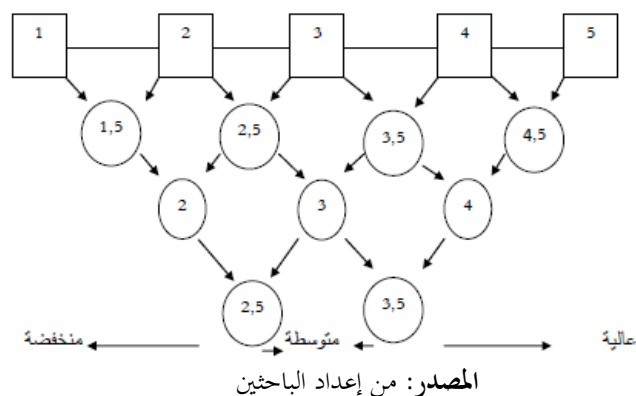 1 2 3 4 5
1,5 2,5 3,5 4,5
2 3 4
2,5 3,5
عالية متوسطة منخفضة
المصدر: من إعداد الباحثين